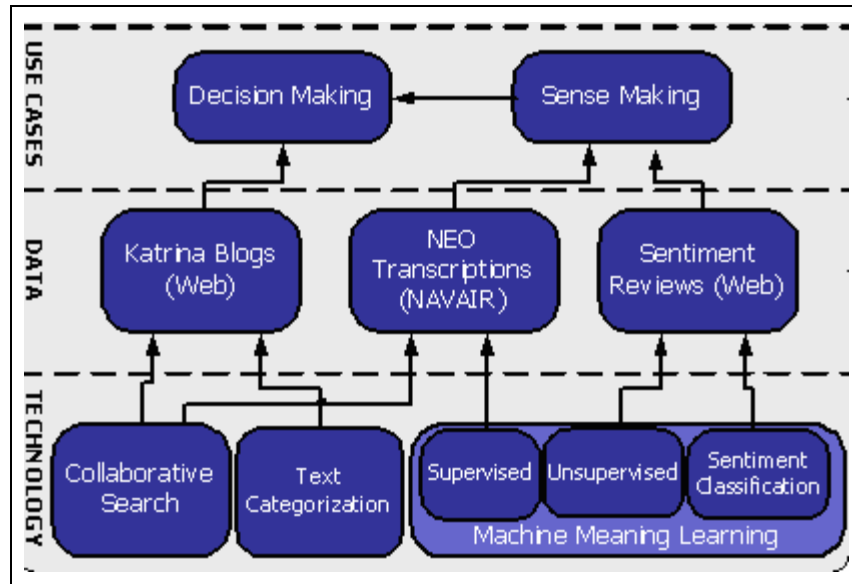 USE CASES
Decision Making
Sense Making
DATA
Katrina Blogs
(Web)
NEO
Transcriptions
(NAVAIR)
Sentiment
Reviews (Web)
TECHNOLOGY
Collaborative
Search
Text
Categorization
Supervised
Unsupervised
Sentiment
Classification
Machine Meaning Learning